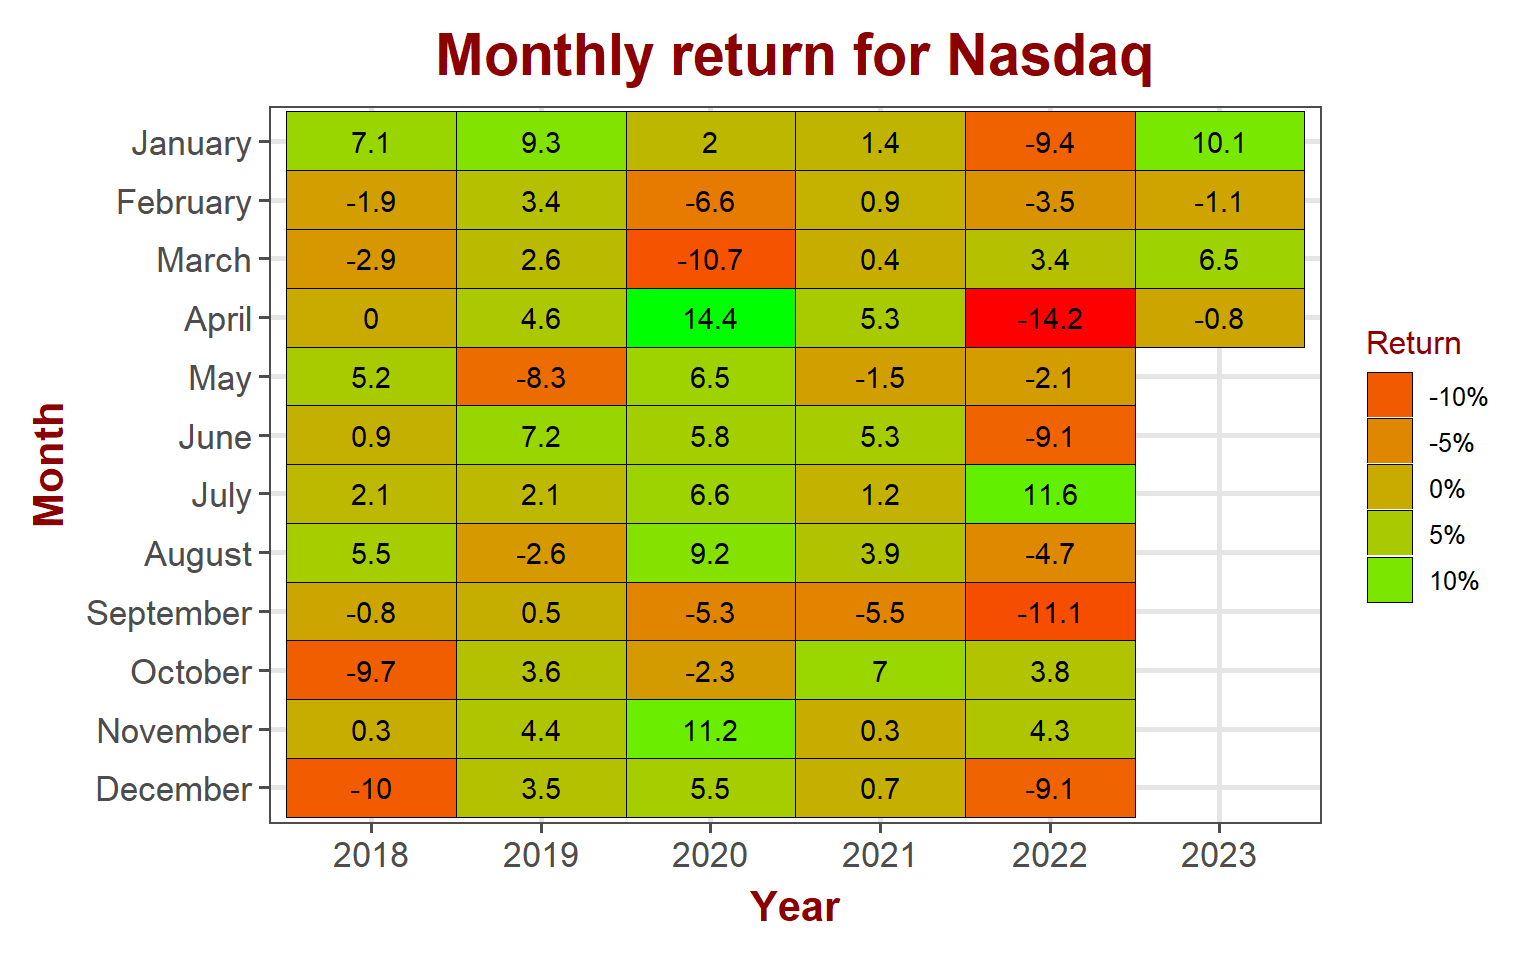 Monthly return for Nasdaq
January 7.1 9.3 2 1.4 -9.4 10.1
February -1.9 3.4 -6.6 0.9 -3.5 -1.1
March -2.9 2.6 -10.7 0.4 3.4 6.5
April 0 4.6 14.4 5.3 -14.2 -0.8
May 5.2 -8.3 6.5 -1.5 -2.1
June 0.9 7.2 5.8 5.3 -9.1
July 2.1 2.1 6.6 1.2 11.6
August 5.5 -2.6 9.2 3.9 -4.7
September -0.8 0.5 -5.3 -5.5 -11.1
October -9.7 3.6 -2.3 7 3.8
November 0.3 4.4 11.2 0.3 4.3
December -10 3.5 5.5 0.7 -9.1
2018 2019 2020 2021 2022 2023
Year
Month
Return
-10%
-5%
0%
5%
10%